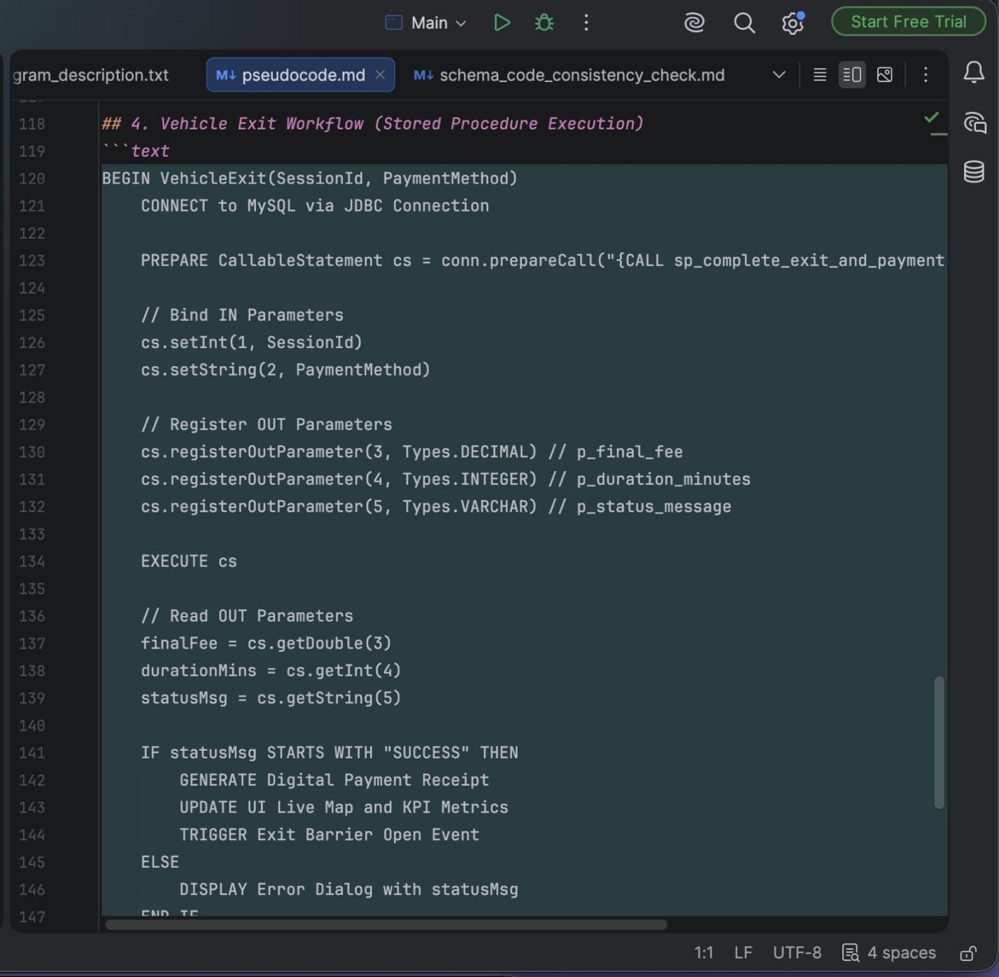 Main
Start Free Trial
gram_description.txt
M↓ pseudocode.md ×
M↓ schema_code_consistency_check.md
118 ## 4. Vehicle Exit Workflow (Stored Procedure Execution)
119 ```text
120 BEGIN VehicleExit(SessionId, PaymentMethod)
121     CONNECT to MySQL via JDBC Connection
122
123     PREPARE CallableStatement cs = conn.prepareCall("{CALL sp_complete_exit_and_payment
124
125     // Bind IN Parameters
126     cs.setInt(1, SessionId)
127     cs.setString(2, PaymentMethod)
128
129     // Register OUT Parameters
130     cs.registerOutParameter(3, Types.DECIMAL) // p_final_fee
131     cs.registerOutParameter(4, Types.INTEGER) // p_duration_minutes
132     cs.registerOutParameter(5, Types.VARCHAR) // p_status_message
133
134     EXECUTE cs
135
136     // Read OUT Parameters
137     finalFee = cs.getDouble(3)
138     durationMins = cs.getInt(4)
139     statusMsg = cs.getString(5)
140
141     IF statusMsg STARTS WITH "SUCCESS" THEN
142         GENERATE Digital Payment Receipt
143         UPDATE UI Live Map and KPI Metrics
144         TRIGGER Exit Barrier Open Event
145     ELSE
146         DISPLAY Error Dialog with statusMsg
147     END IF
1:1 LF UTF-8 4 spaces